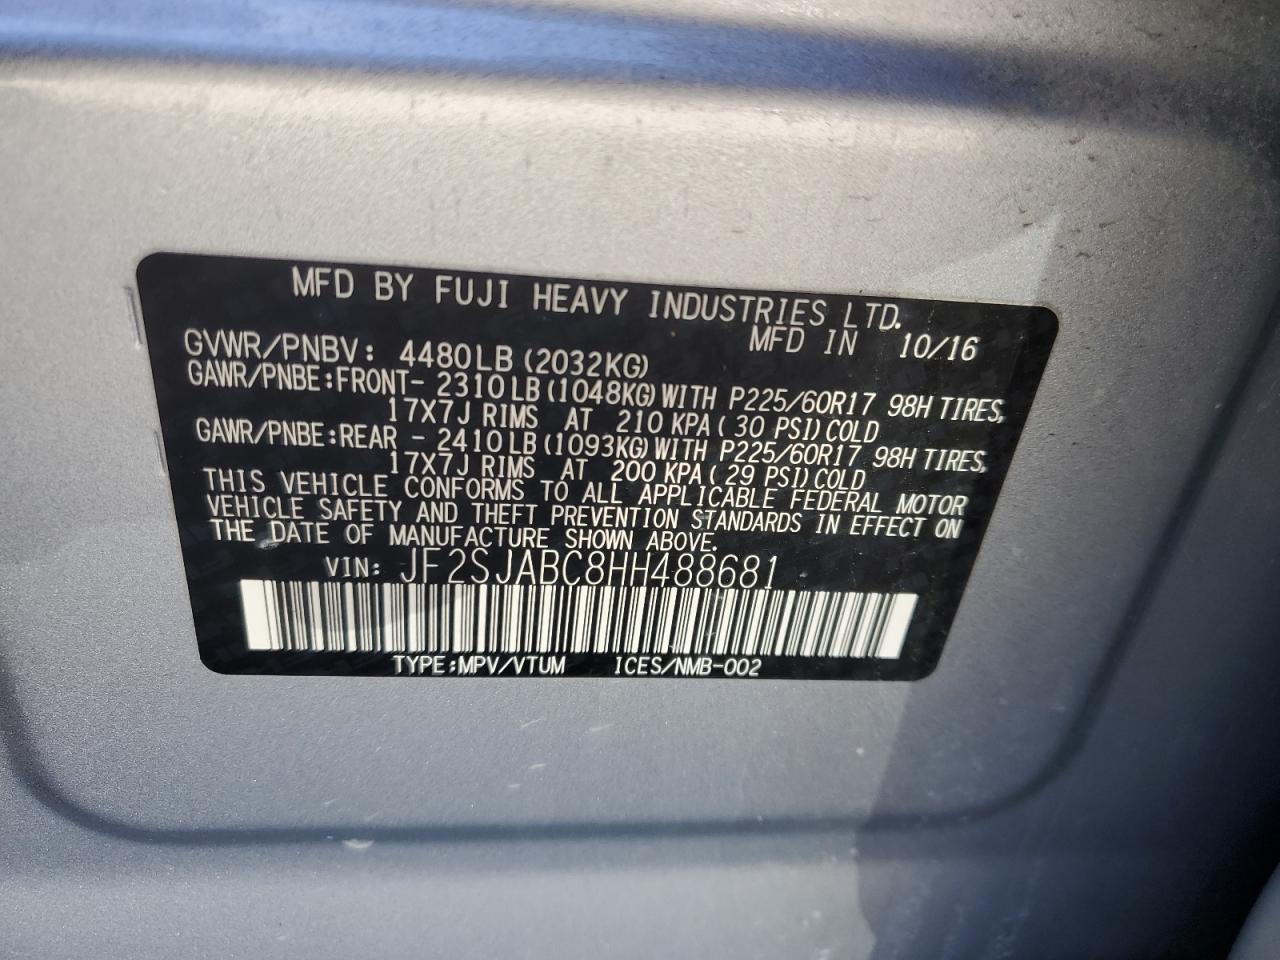 MFD BY FUJI HEAVY INDUSTRIES LTD.
MFD IN 10/16
GVWR/PNBV: 4480LB (2032KG)
GAWR/PNBE:FRONT- 2310LB (1048KG) WITH P225/60R17 98H TIRES,
17X7J RIMS AT 210 KPA( 30 PSI)COLD
GAWR/PNBE:REAR - 2410LB (1093KG) WITH P225/60R17 98H TIRES,
17X7J RIMS AT 200 KPA( 29 PSI)COLD
THIS VEHICLE CONFORMS TO ALL APPLICABLE FEDERAL MOTOR
VEHICLE SAFETY AND THEFT PREVENTION STANDARDS IN EFFECT ON
THE DATE OF MANUFACTURE SHOWN ABOVE.
VIN: JF2SJABC8HH488681
TYPE:MPV/VTUM ICES/NMB-002